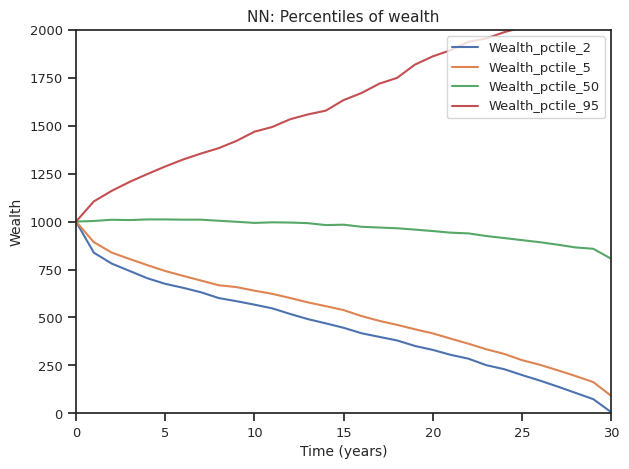 NN: Percentiles of wealth
Wealth_pctile_2
Wealth_pctile_5
Wealth_pctile_50
Wealth_pctile_95
Wealth
2000
1750
1500
1250
1000
750
500
250
0
0 5 10 15 20 25 30
Time (years)